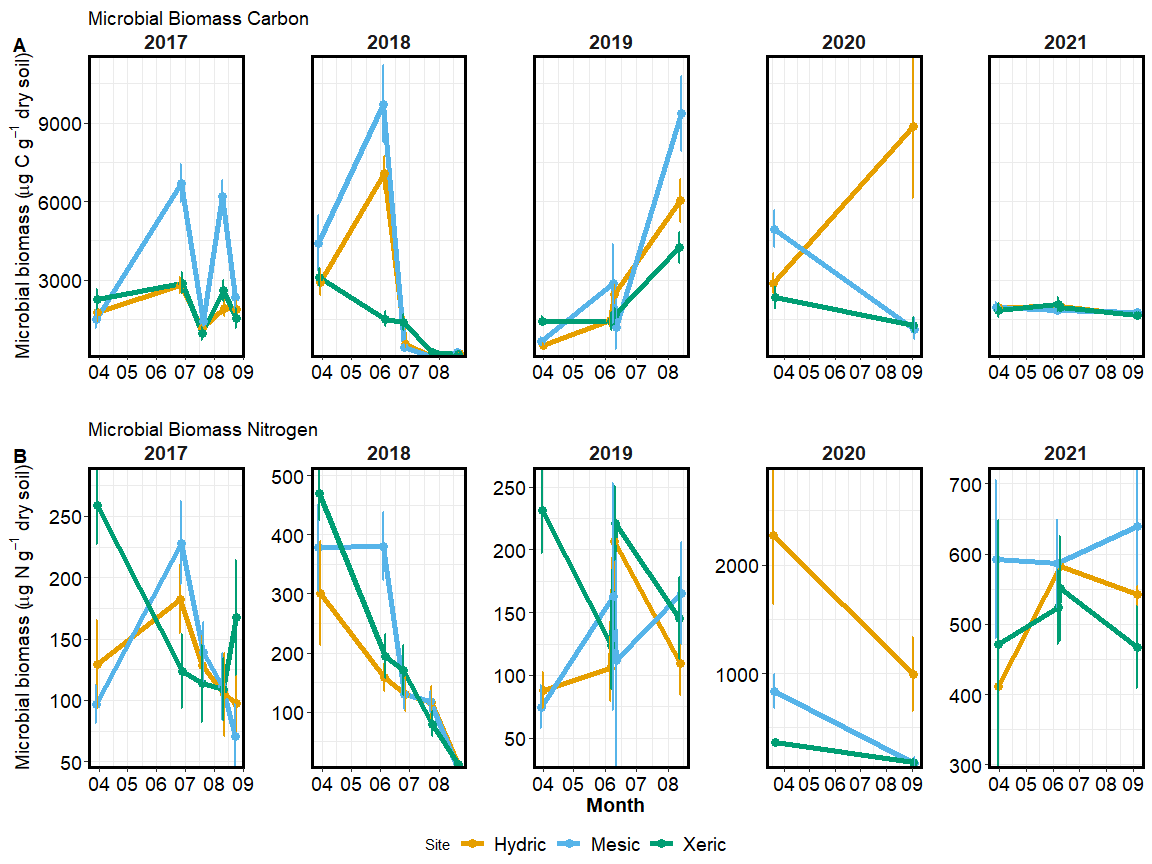 Microbial Biomass Carbon
A
2017 2018 2019 2020 2021
Microbial biomass (µg C g⁻¹ dry soil)
9000
6000
3000
04 05 06 07 08 09 04 05 06 07 08 04 05 06 07 08 04 05 06 07 08 09 04 05 06 07 08 09
Microbial Biomass Nitrogen
B
2017 2018 2019 2020 2021
Microbial biomass (µg N g⁻¹ dry soil)
250
200
150
100
50
500
400
300
200
100
250
200
150
100
50
2000
1000
700
600
500
400
300
04 05 06 07 08 09 04 05 06 07 08 04 05 06 07 08 04 05 06 07 08 09 04 05 06 07 08 09
Month
Site Hydric Mesic Xeric